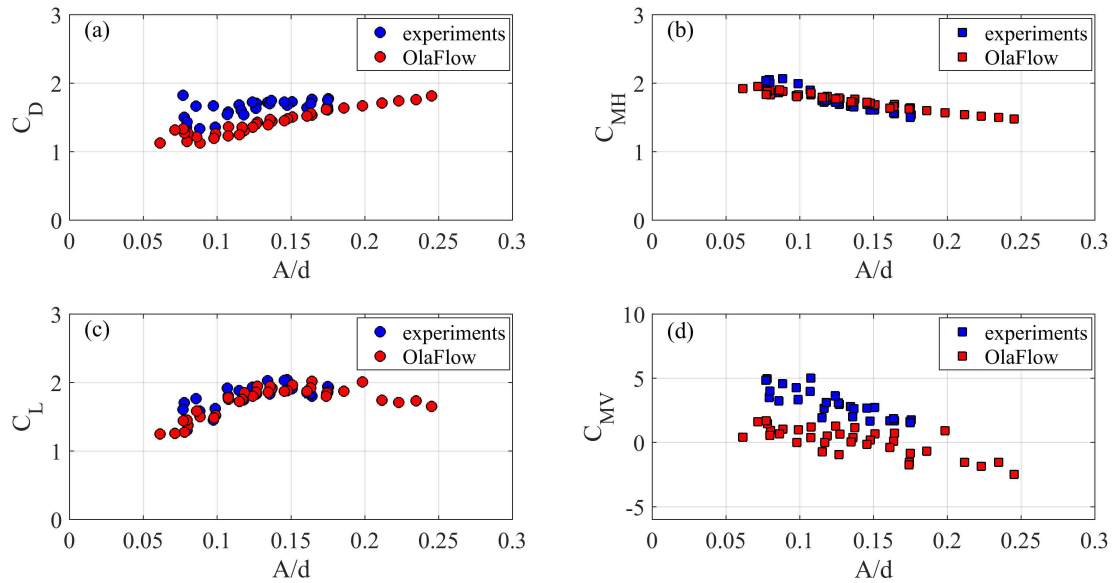 3
(a)
experiments
OlaFlow
2
C_D
1
0
0 0.05 0.1 0.15 0.2 0.25 0.3
A/d
3
(b)
experiments
OlaFlow
2
C_MH
1
0
0 0.05 0.1 0.15 0.2 0.25 0.3
A/d
3
(c)
experiments
OlaFlow
2
C_L
1
0
0 0.05 0.1 0.15 0.2 0.25 0.3
A/d
10
(d)
experiments
OlaFlow
5
C_MV
0
-5
0 0.05 0.1 0.15 0.2 0.25 0.3
A/d